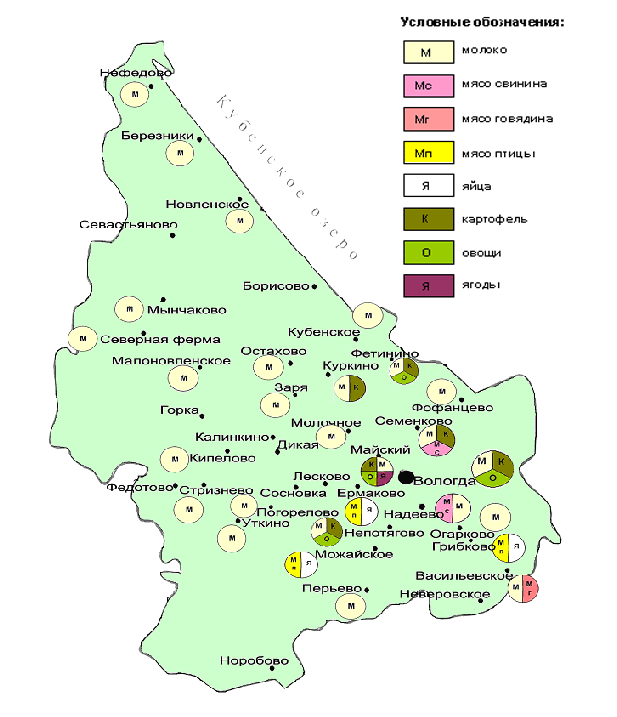 Условные обозначения:
М молоко
Мс мясо свинина
Мг мясо говядина
Мп мясо птицы
Я яйца
К картофель
О овощи
Я ягоды
Кубенское озеро
Нефедово
М
Березники
М
Новленское
М
Севастьяново
Борисово
М Мынчаково
М Северная ферма
М
Кубенское
Остахово
Фетинино
Малоновленское
М
М
Куркино
М К
М К О
Заря
М
М
Фофанцево
Горка
Молочное
М
Семенково
М К М С
Калинкино
Дикая
Майский
М Кипелово
К М О Я
Вологда
М К О
Федотово
Стризнево
Лесково
Сосновка
Ермаково
М
М
Погорелово
М п Я
Надеево
М с М
М
Уткино
М
М К О
Непотягово
Огарково
Грибково
М п Я
Можайское
М п Я
Васильевское
Перьево
М
Неверовское
М М г
Норобово